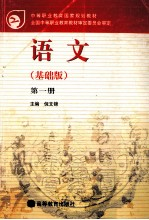 中等职业教育国家规划教材
全国中等职业教育教材审定委员会审定
语文
(基础版)
第一册
主编 倪文锦
高等教育出版社